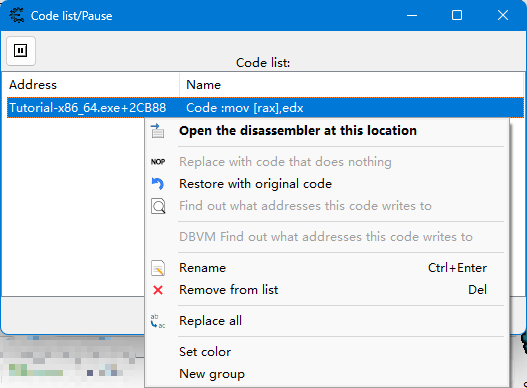 Code list/Pause
Code list:
Address Name
Tutorial-x86_64.exe+2CB88 Code :mov [rax],edx
Open the disassembler at this location
NOP Replace with code that does nothing
Restore with original code
Find out what addresses this code writes to
DBVM Find out what addresses this code writes to
Rename Ctrl+Enter
Remove from list Del
ab ac Replace all
Set color
New group